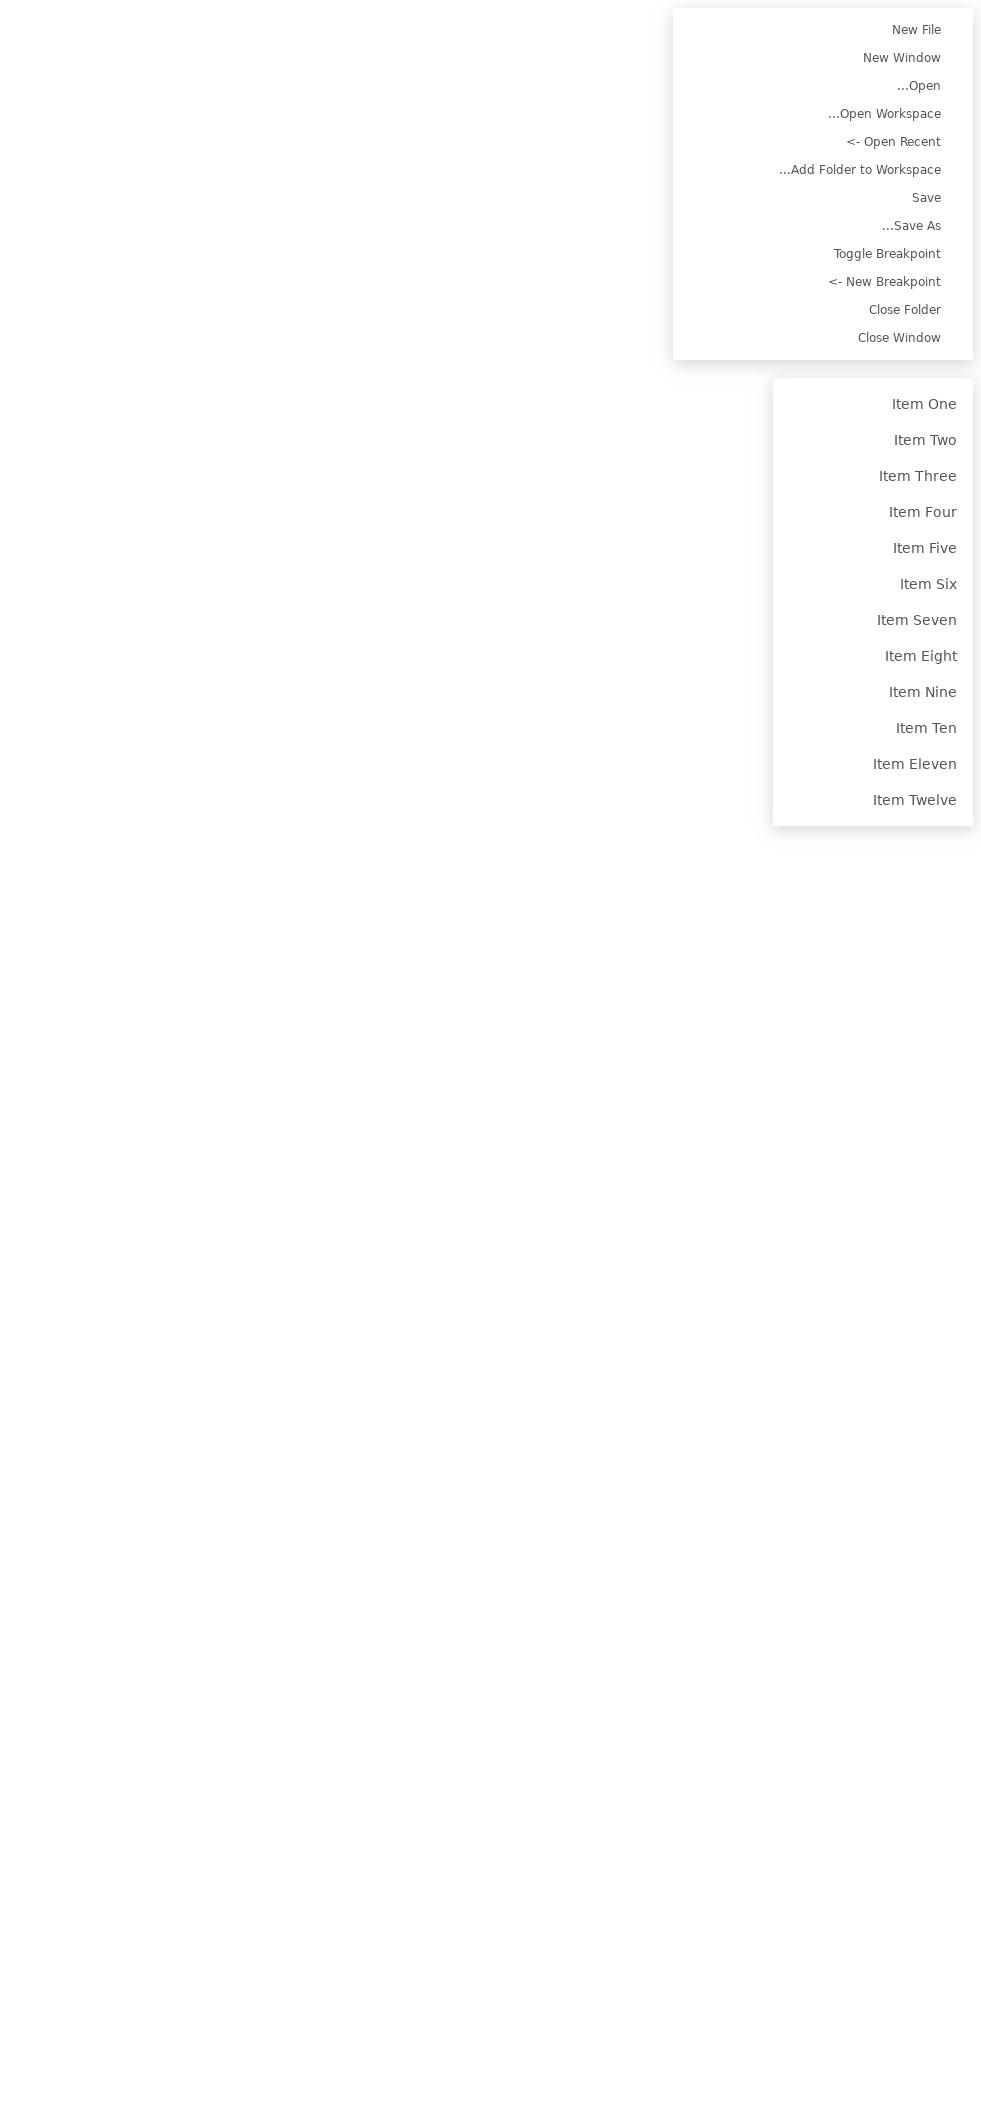 New File
New Window
...Open
...Open Workspace
<- Open Recent
...Add Folder to Workspace
Save
...Save As
Toggle Breakpoint
<- New Breakpoint
Close Folder
Close Window
Item One
Item Two
Item Three
Item Four
Item Five
Item Six
Item Seven
Item Eight
Item Nine
Item Ten
Item Eleven
Item Twelve